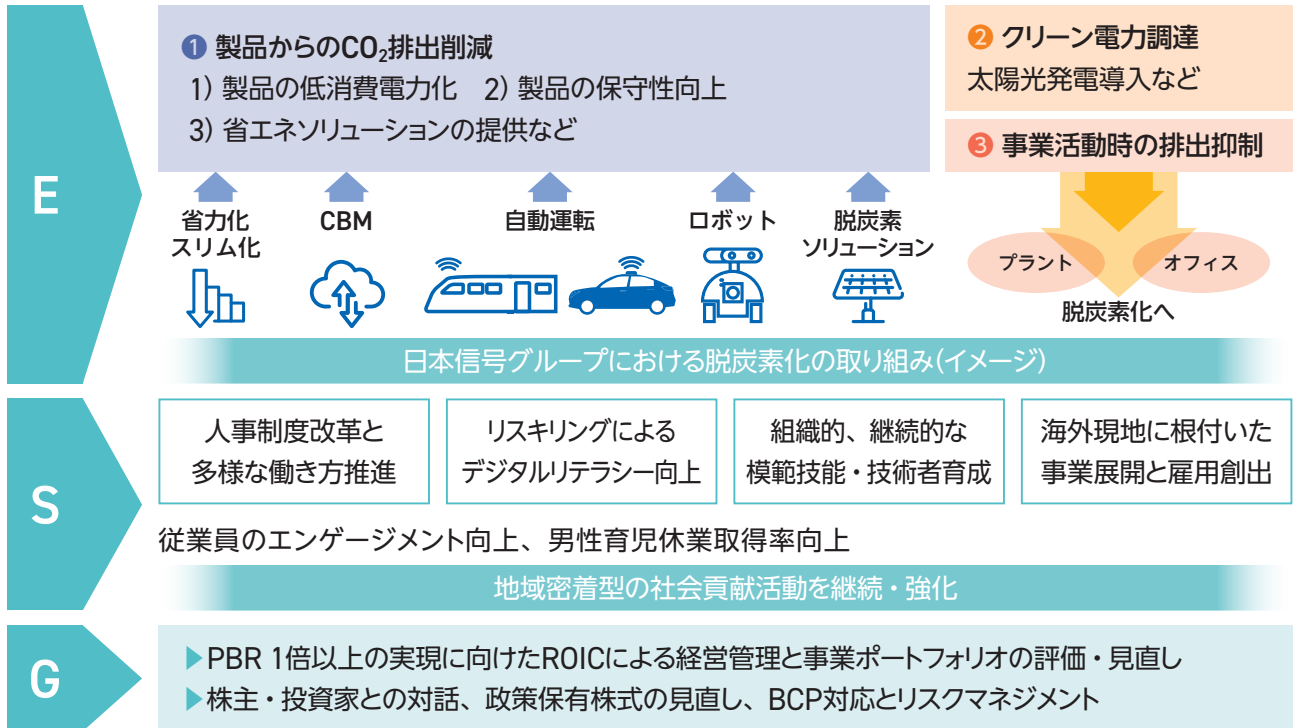 E
❶ 製品からのCO₂排出削減
1) 製品の低消費電力化 2) 製品の保守性向上
3) 省エネソリューションの提供など
❷ クリーン電力調達
太陽光発電導入など
❸ 事業活動時の排出抑制
省力化
スリム化
CBM
自動運転
ロボット
脱炭素
ソリューション
プラント
オフィス
脱炭素化へ
日本信号グループにおける脱炭素化の取り組み(イメージ)
S
人事制度改革と
多様な働き方推進
リスキリングによる
デジタルリテラシー向上
組織的、継続的な
模範技能・技術者育成
海外現地に根付いた
事業展開と雇用創出
従業員のエンゲージメント向上、男性育児休業取得率向上
地域密着型の社会貢献活動を継続・強化
G
▶PBR 1倍以上の実現に向けたROICによる経営管理と事業ポートフォリオの評価・見直し
▶株主・投資家との対話、政策保有株式の見直し、BCP対応とリスクマネジメント